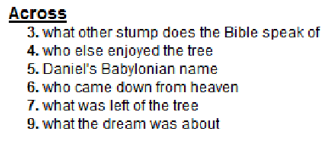 Across
3. what other stump does the Bible speak of
4. who else enjoyed the tree
5. Daniel's Babylonian name
6. who came down from heaven
7. what was left of the tree
9. what the dream was about